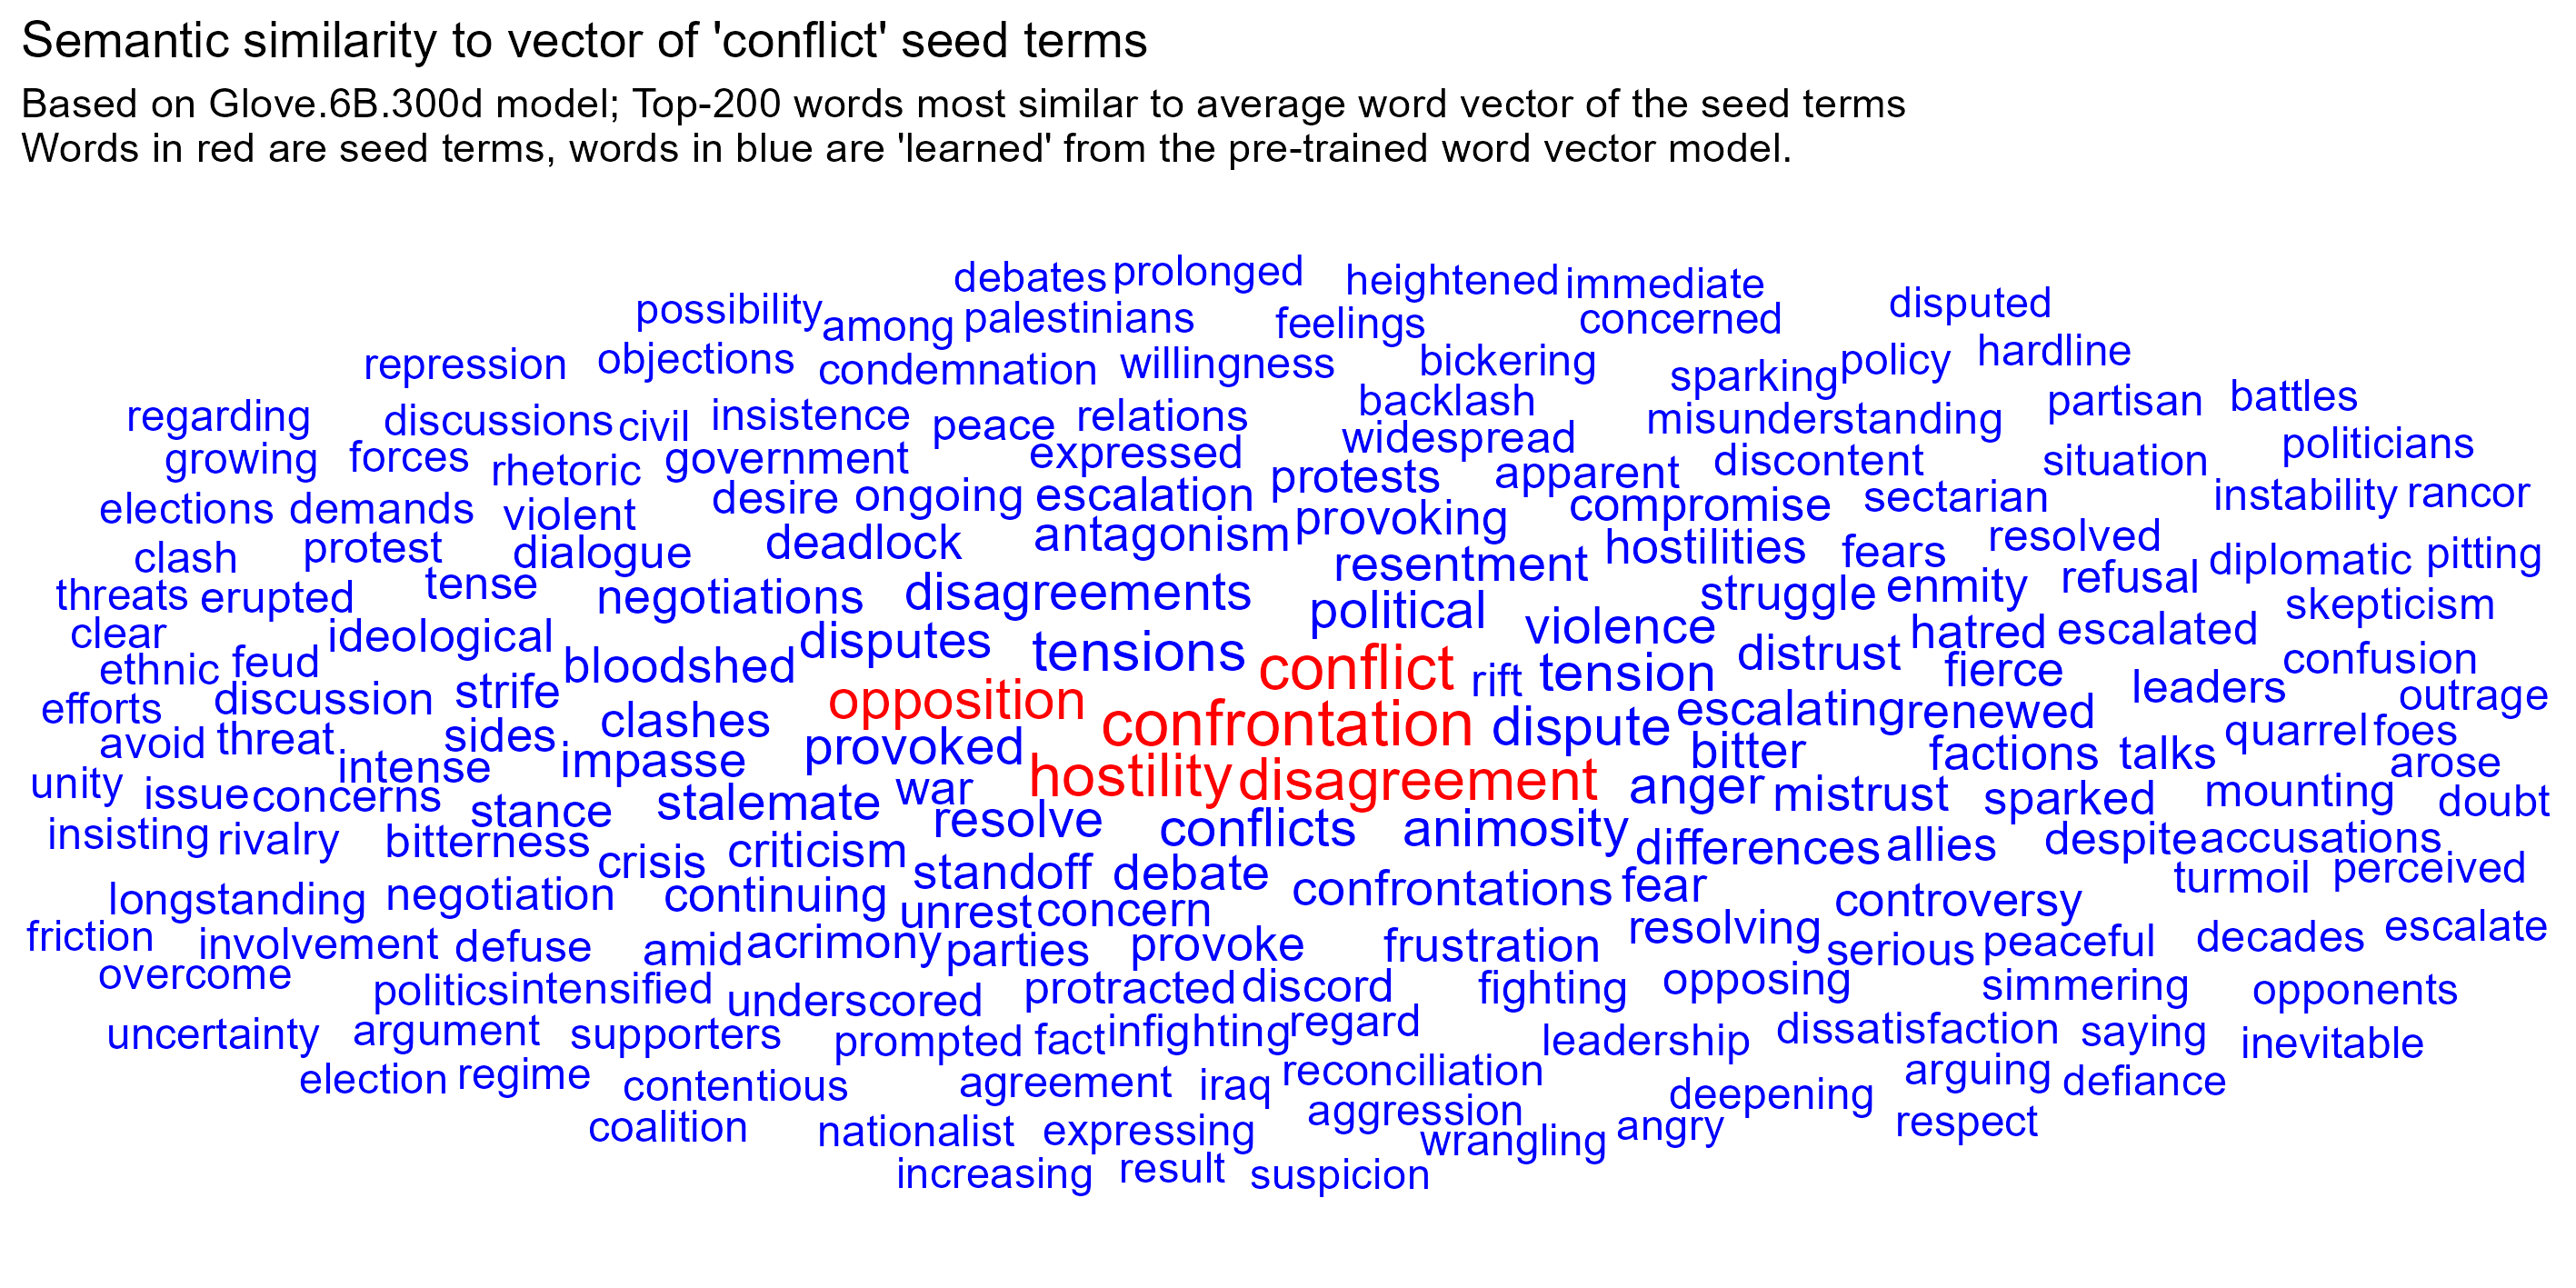 Semantic similarity to vector of 'conflict' seed terms
Based on Glove.6B.300d model; Top-200 words most similar to average word vector of the seed terms
Words in red are seed terms, words in blue are 'learned' from the pre-trained word vector model.
debates prolonged heightened immediate
possibility among palestinians feelings concerned disputed
repression objections condemnation willingness bickering sparking policy hardline
regarding discussions civil insistence peace relations backlash misunderstanding partisan battles
growing forces rhetoric government expressed widespread protests apparent discontent situation politicians
elections demands violent desire ongoing escalation provoking compromise sectarian instability rancor
clash protest dialogue deadlock antagonism resentment hostilities fears resolved diplomatic pitting
threats erupted tense negotiations disagreements political struggle enmity refusal skepticism
clear ideological disputes tensions violence distrust hatred escalated
ethnic feud bloodshed conflict rift tension fierce leaders confusion
efforts discussion strife clashes opposition confrontation dispute escalating renewed outrage
avoid threat sides impasse provoked bitter factions talks quarrel foes
unity issue concerns intense stance stalemate war hostility disagreement anger mistrust sparked mounting arose doubt
insisting rivalry bitterness crisis criticism resolve conflicts animosity differences allies despite accusations
longstanding negotiation continuing standoff debate confrontations fear controversy turmoil perceived
friction involvement defuse amid acrimony unrest concern parties provoke frustration resolving serious peaceful decades escalate
overcome politics intensified underscored protracted discord fighting opposing simmering opponents
uncertainty argument supporters prompted fact infighting regard leadership dissatisfaction saying inevitable
election regime contentious agreement iraq reconciliation deepening arguing defiance
coalition nationalist expressing aggression wrangling angry respect
increasing result suspicion